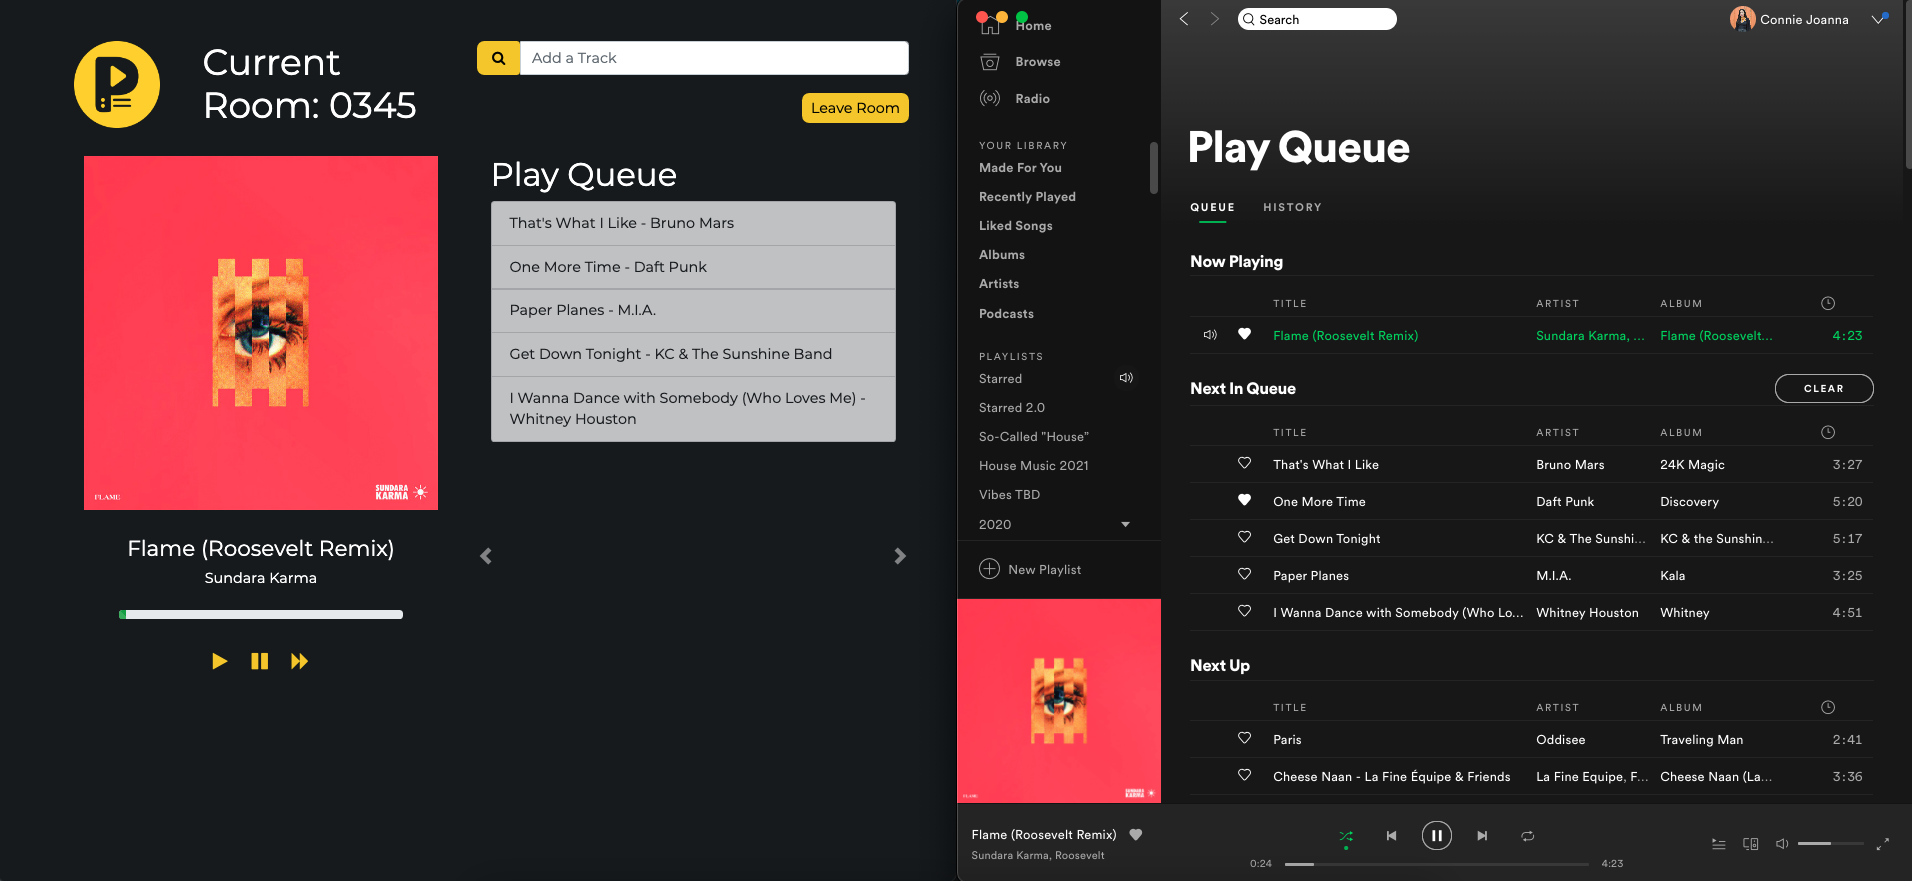 Current
Room: 0345
Add a Track
Leave Room
FLAME
SUNDARA
KARMA
Flame (Roosevelt Remix)
Sundara Karma
Play Queue
That's What I Like - Bruno Mars
One More Time - Daft Punk
Paper Planes - M.I.A.
Get Down Tonight - KC & The Sunshine Band
I Wanna Dance with Somebody (Who Loves Me) -
Whitney Houston
Home
Browse
Radio
YOUR LIBRARY
Made For You
Recently Played
Liked Songs
Albums
Artists
Podcasts
PLAYLISTS
Starred
Starred 2.0
So-Called "House"
House Music 2021
Vibes TBD
2020
New Playlist
FLAME
SUNDARA
KARMA
Search
Connie Joanna
Play Queue
QUEUE HISTORY
Now Playing
TITLE ARTIST ALBUM
Flame (Roosevelt Remix) Sundara Karma, ... Flame (Roosevelt... 4:23
Next In Queue
CLEAR
TITLE ARTIST ALBUM
That's What I Like Bruno Mars 24K Magic 3:27
One More Time Daft Punk Discovery 5:20
Get Down Tonight KC & The Sunshi... KC & the Sunshin... 5:17
Paper Planes M.I.A. Kala 3:25
I Wanna Dance with Somebody (Who Lo... Whitney Houston Whitney 4:51
Next Up
TITLE ARTIST ALBUM
Paris Oddisee Traveling Man 2:41
Cheese Naan - La Fine Équipe & Friends La Fine Equipe, F... Cheese Naan (La... 3:36
Flame (Roosevelt Remix)
Sundara Karma, Roosevelt
0:24 4:23